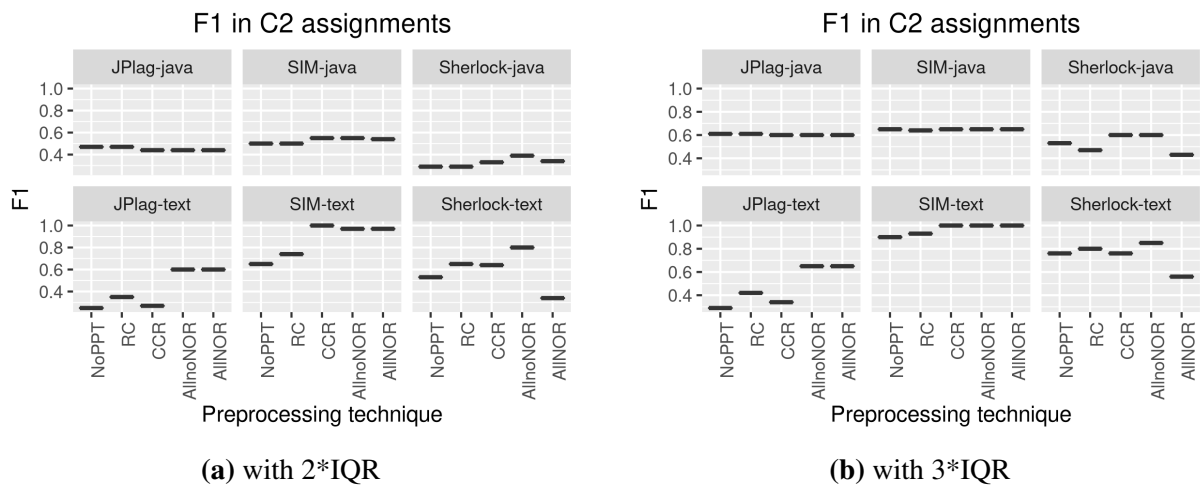 F1 in C2 assignments
JPlag-java SIM-java Sherlock-java
1.0
0.8
0.6
0.4
F1
JPlag-text SIM-text Sherlock-text
1.0
0.8
0.6
0.4
NoPPT RC CCR AllnoNOR AllNOR NoPPT RC CCR AllnoNOR AllNOR NoPPT RC CCR AllnoNOR AllNOR
Preprocessing technique
(a) with 2*IQR
F1 in C2 assignments
JPlag-java SIM-java Sherlock-java
1.0
0.8
0.6
0.4
F1
JPlag-text SIM-text Sherlock-text
1.0
0.8
0.6
0.4
NoPPT RC CCR AllnoNOR AllNOR NoPPT RC CCR AllnoNOR AllNOR NoPPT RC CCR AllnoNOR AllNOR
Preprocessing technique
(b) with 3*IQR